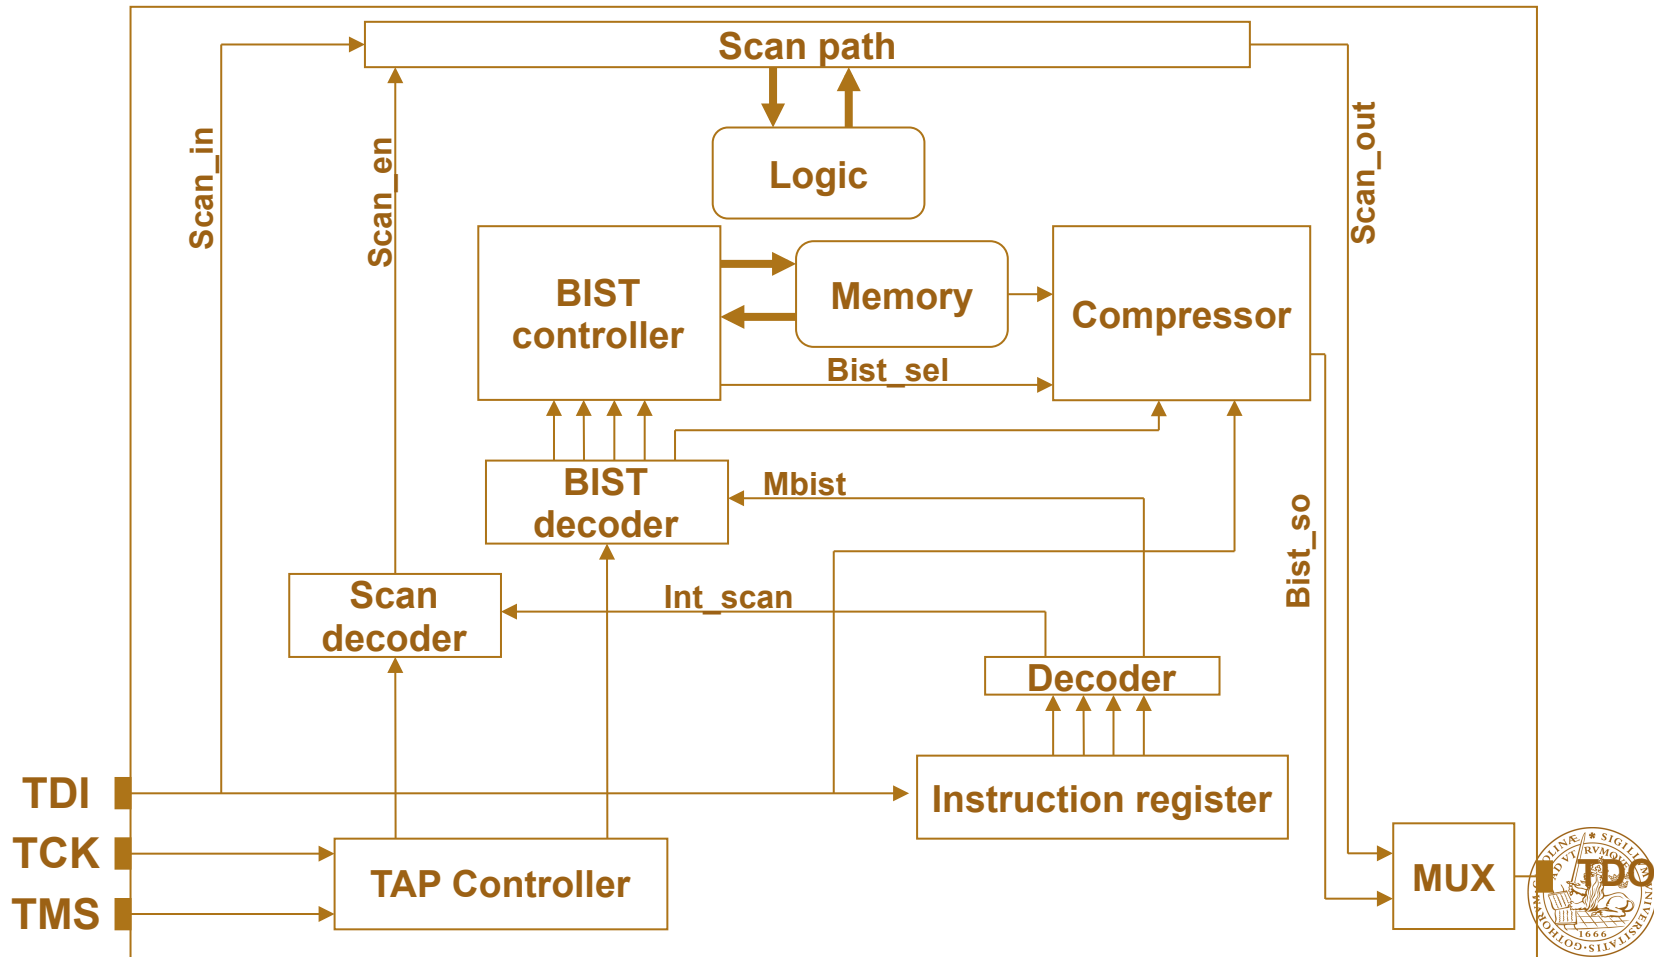 Scan path
Scan_in
Scan_en
Scan_out
Logic
BIST
controller
Memory
Compressor
Bist_sel
BIST
decoder
Mbist
Bist_so
Scan
decoder
Int_scan
Decoder
TDI
Instruction register
TCK
TAP Controller
MUX
TDO
TMS
1666